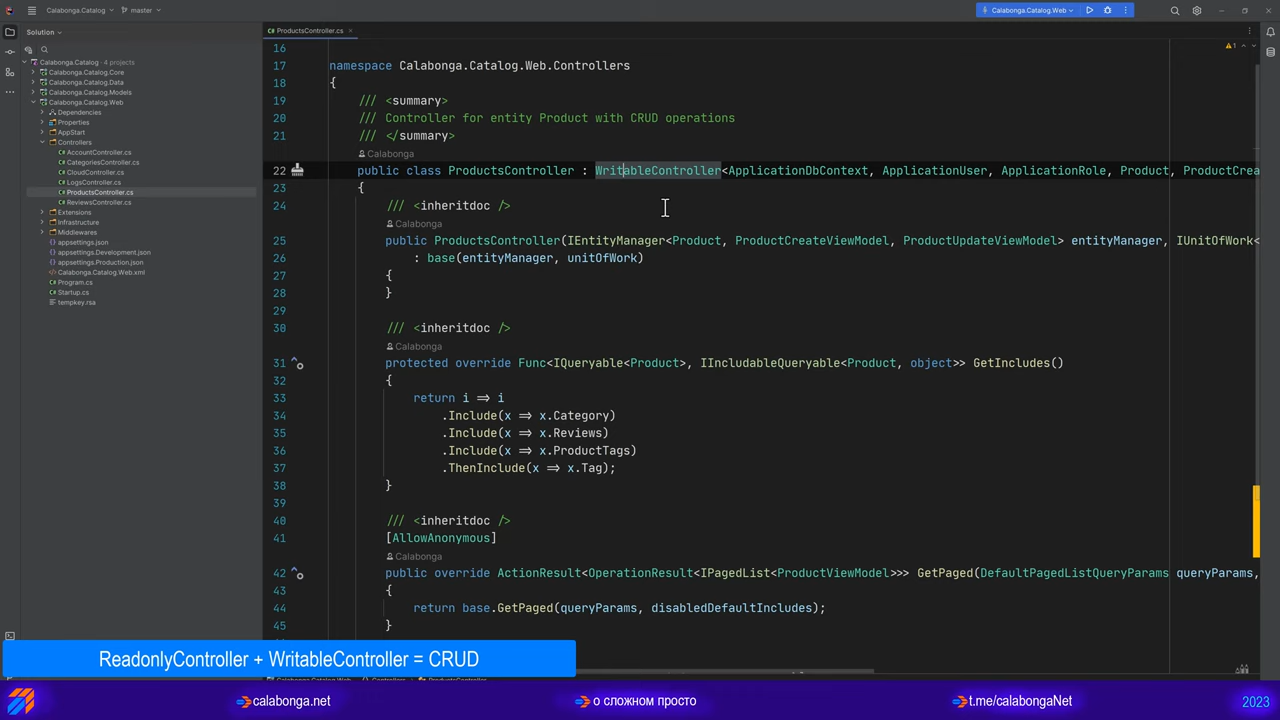 Calabonga.Catalog
master
Calabonga.Catalog.Web
Solution
ProductsController.cs
1
Calabonga.Catalog · 4 projects
Calabonga.Catalog.Core
Calabonga.Catalog.Data
Calabonga.Catalog.Models
Calabonga.Catalog.Web
Dependencies
Properties
AppStart
Controllers
AccountController.cs
CategoriesController.cs
CloudController.cs
LogsController.cs
ProductsController.cs
ReviewsController.cs
Extensions
Infrastructure
Middlewares
appsettings.json
appsettings.Development.json
appsettings.Production.json
Calabonga.Catalog.Web.xml
Program.cs
Startup.cs
tempkey.rsa
16
17 namespace Calabonga.Catalog.Web.Controllers
18 {
19 /// <summary>
20 /// Controller for entity Product with CRUD operations
21 /// </summary>
Calabonga
22 public class ProductsController : WritableController<ApplicationDbContext, ApplicationUser, ApplicationRole, Product, ProductCrea
23 {
24 /// <inheritdoc />
Calabonga
25 public ProductsController(IEntityManager<Product, ProductCreateViewModel, ProductUpdateViewModel> entityManager, IUnitOfWork<
26 : base(entityManager, unitOfWork)
27 {
28 }
29
30 /// <inheritdoc />
Calabonga
31 protected override Func<IQueryable<Product>, IIncludableQueryable<Product, object>> GetIncludes()
32 {
33 return i => i
34 .Include(x => x.Category)
35 .Include(x => x.Reviews)
36 .Include(x => x.ProductTags)
37 .ThenInclude(x => x.Tag);
38 }
39
40 /// <inheritdoc />
41 [AllowAnonymous]
Calabonga
42 public override ActionResult<OperationResult<IPagedList<ProductViewModel>>> GetPaged(DefaultPagedListQueryParams queryParams,
43 {
44 return base.GetPaged(queryParams, disabledDefaultIncludes);
45 }
ReadonlyController + WritableController = CRUD
calabonga.net
о сложном просто
t.me/calabongaNet
2023